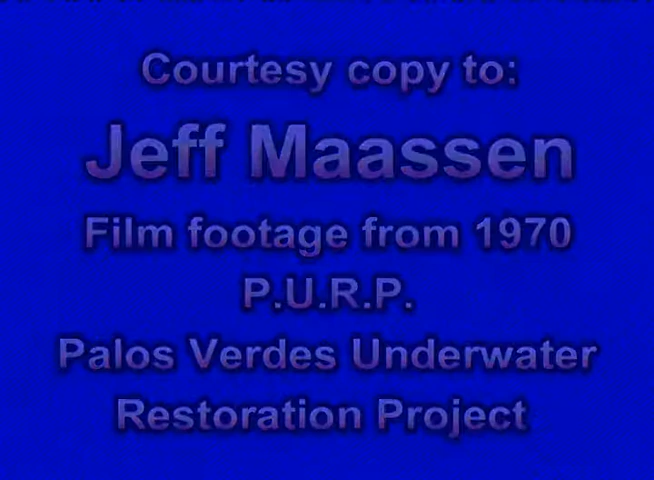 Courtesy copy to:
Jeff Maassen
Film footage from 1970
P.U.R.P.
Palos Verdes Underwater
Restoration Project